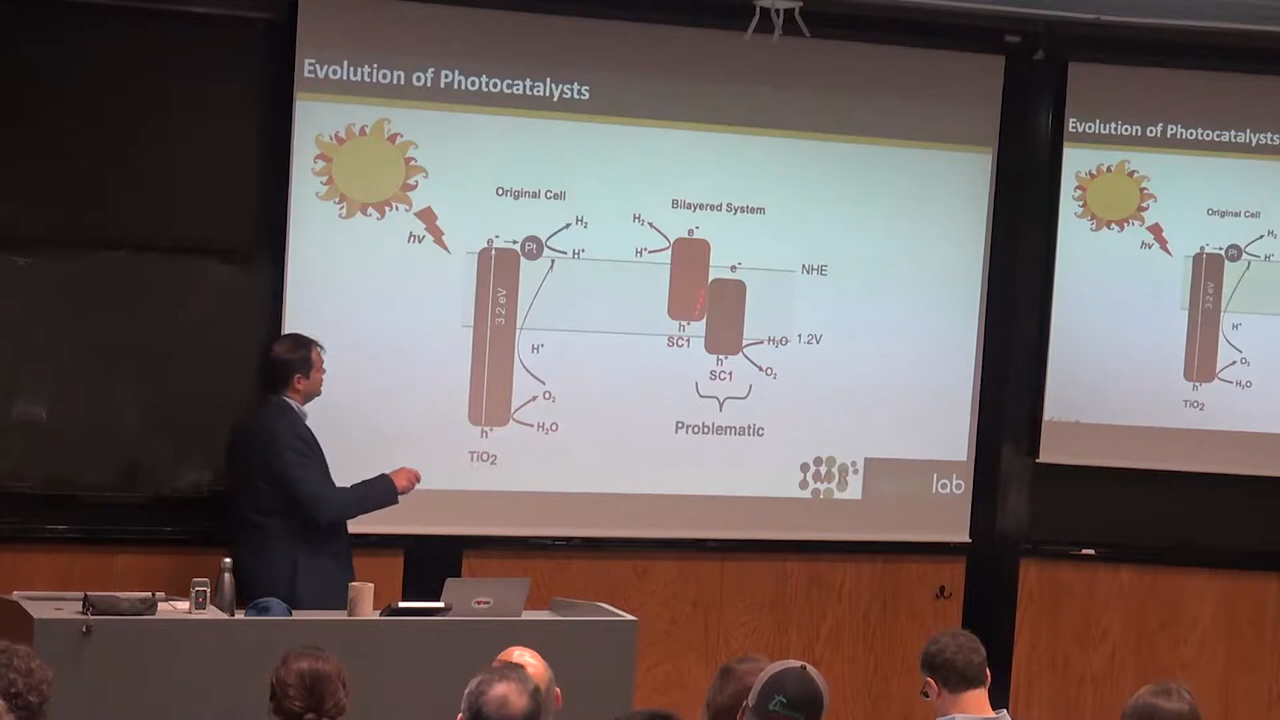 Evolution of Photocatalysts
Original Cell
Bilayered System
hν
e⁻
Pt
H₂
H⁺
3.2 eV
H⁺
O₂
H₂O
h⁺
TiO₂
H₂
H⁺
e⁻
e⁻
NHE
h⁺
SC1
H₂O
1.2V
h⁺
SC1
O₂
Problematic
lab
Evolution of Photocatalysts
Original Cell
hν
e⁻
Pt
H₂
H⁺
3.2 eV
H⁺
O₂
H₂O
h⁺
TiO₂